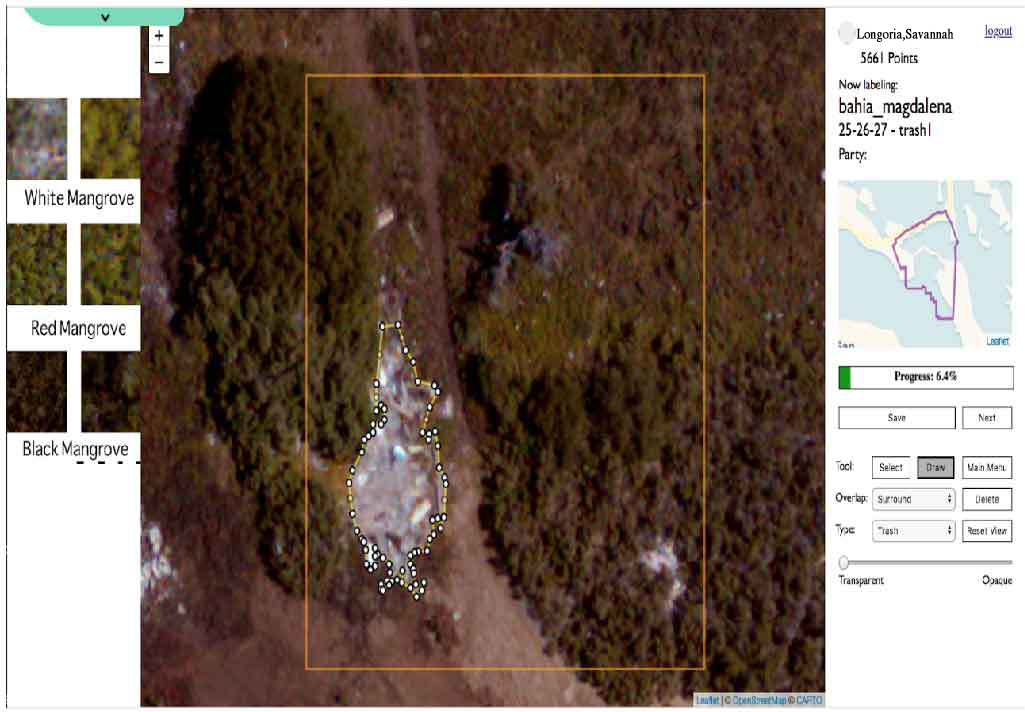 +
−
White Mangrove
Red Mangrove
Black Mangrove
Leaflet | © OpenStreetMap © CARTO
Longoria,Savannah
logout
5661 Points
Now labeling:
bahia_magdalena
25-26-27 - trash1
Party:
San
Leaflet
Progress: 6.4%
Save
Next
Tool:
Select
Draw
Main Menu
Overlap:
Surround
Delete
Type:
Trash
Reset View
Transparent
Opaque